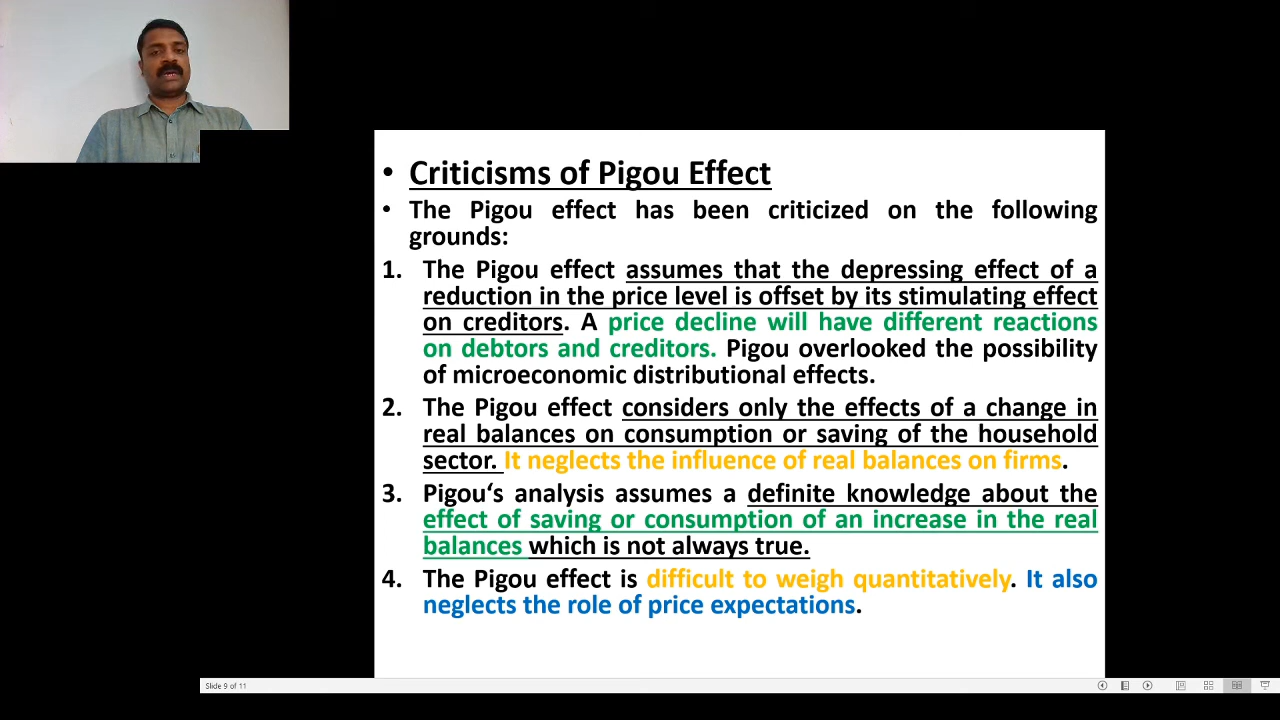 • Criticisms of Pigou Effect
• The Pigou effect has been criticized on the following
grounds:
1. The Pigou effect assumes that the depressing effect of a
reduction in the price level is offset by its stimulating effect
on creditors. A price decline will have different reactions
on debtors and creditors. Pigou overlooked the possibility
of microeconomic distributional effects.
2. The Pigou effect considers only the effects of a change in
real balances on consumption or saving of the household
sector. It neglects the influence of real balances on firms.
3. Pigou‘s analysis assumes a definite knowledge about the
effect of saving or consumption of an increase in the real
balances which is not always true.
4. The Pigou effect is difficult to weigh quantitatively. It also
neglects the role of price expectations.
Slide 9 of 11